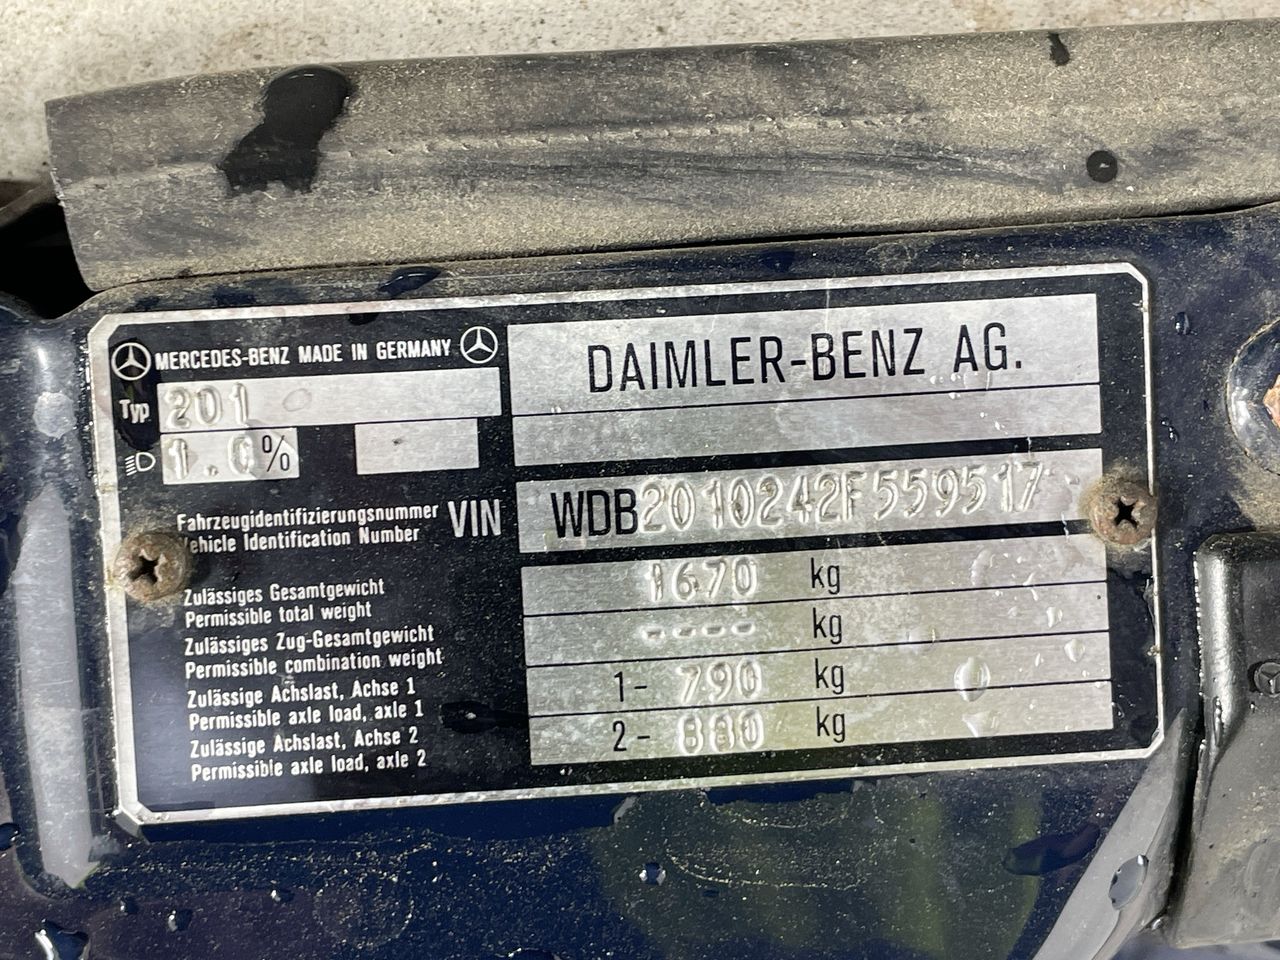 MERCEDES-BENZ MADE IN GERMANY
DAIMLER-BENZ AG.
Typ 201
1.0%
Fahrzeugidentifizierungsnummer
Vehicle Identification Number
VIN WDB2010242F559517
Zulässiges Gesamtgewicht
Permissible total weight
1670 kg
Zulässiges Zug-Gesamtgewicht
Permissible combination weight
---- kg
Zulässige Achslast, Achse 1
Permissible axle load, axle 1
1- 790 kg
Zulässige Achslast, Achse 2
Permissible axle load, axle 2
2- 880 kg